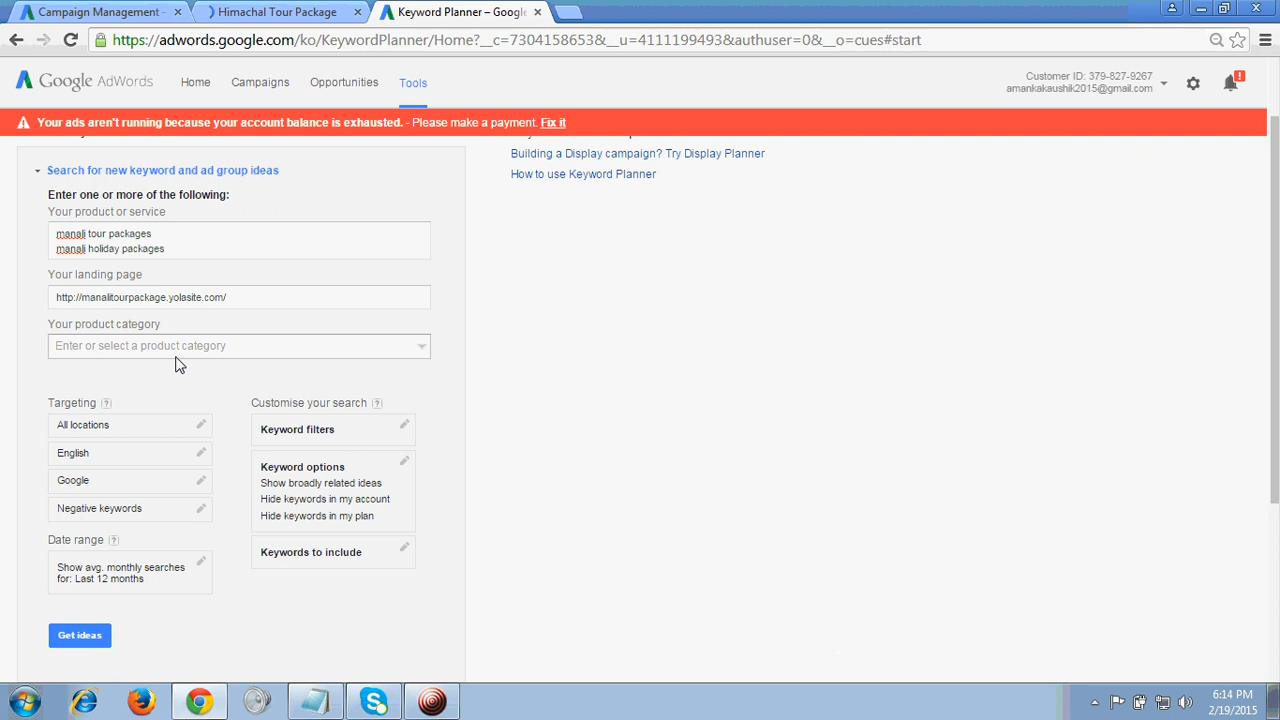 Campaign Management -
Himachal Tour Package
Keyword Planner – Google
https://adwords.google.com/ko/KeywordPlanner/Home?__c=7304158653&__u=4111199493&authuser=0&__o=cues#start
Google AdWords
Home
Campaigns
Opportunities
Tools
Customer ID: 379-827-9267
amankakaushik2015@gmail.com
Your ads aren't running because your account balance is exhausted. - Please make a payment. Fix it
Building a Display campaign? Try Display Planner
How to use Keyword Planner
Search for new keyword and ad group ideas
Enter one or more of the following:
Your product or service
manali tour packages
manali holiday packages
Your landing page
http://manalitourpackage.yolasite.com/
Your product category
Enter or select a product category
Targeting ?
All locations
English
Google
Negative keywords
Date range ?
Show avg. monthly searches
for: Last 12 months
Customise your search ?
Keyword filters
Keyword options
Show broadly related ideas
Hide keywords in my account
Hide keywords in my plan
Keywords to include
Get ideas
6:14 PM
2/19/2015